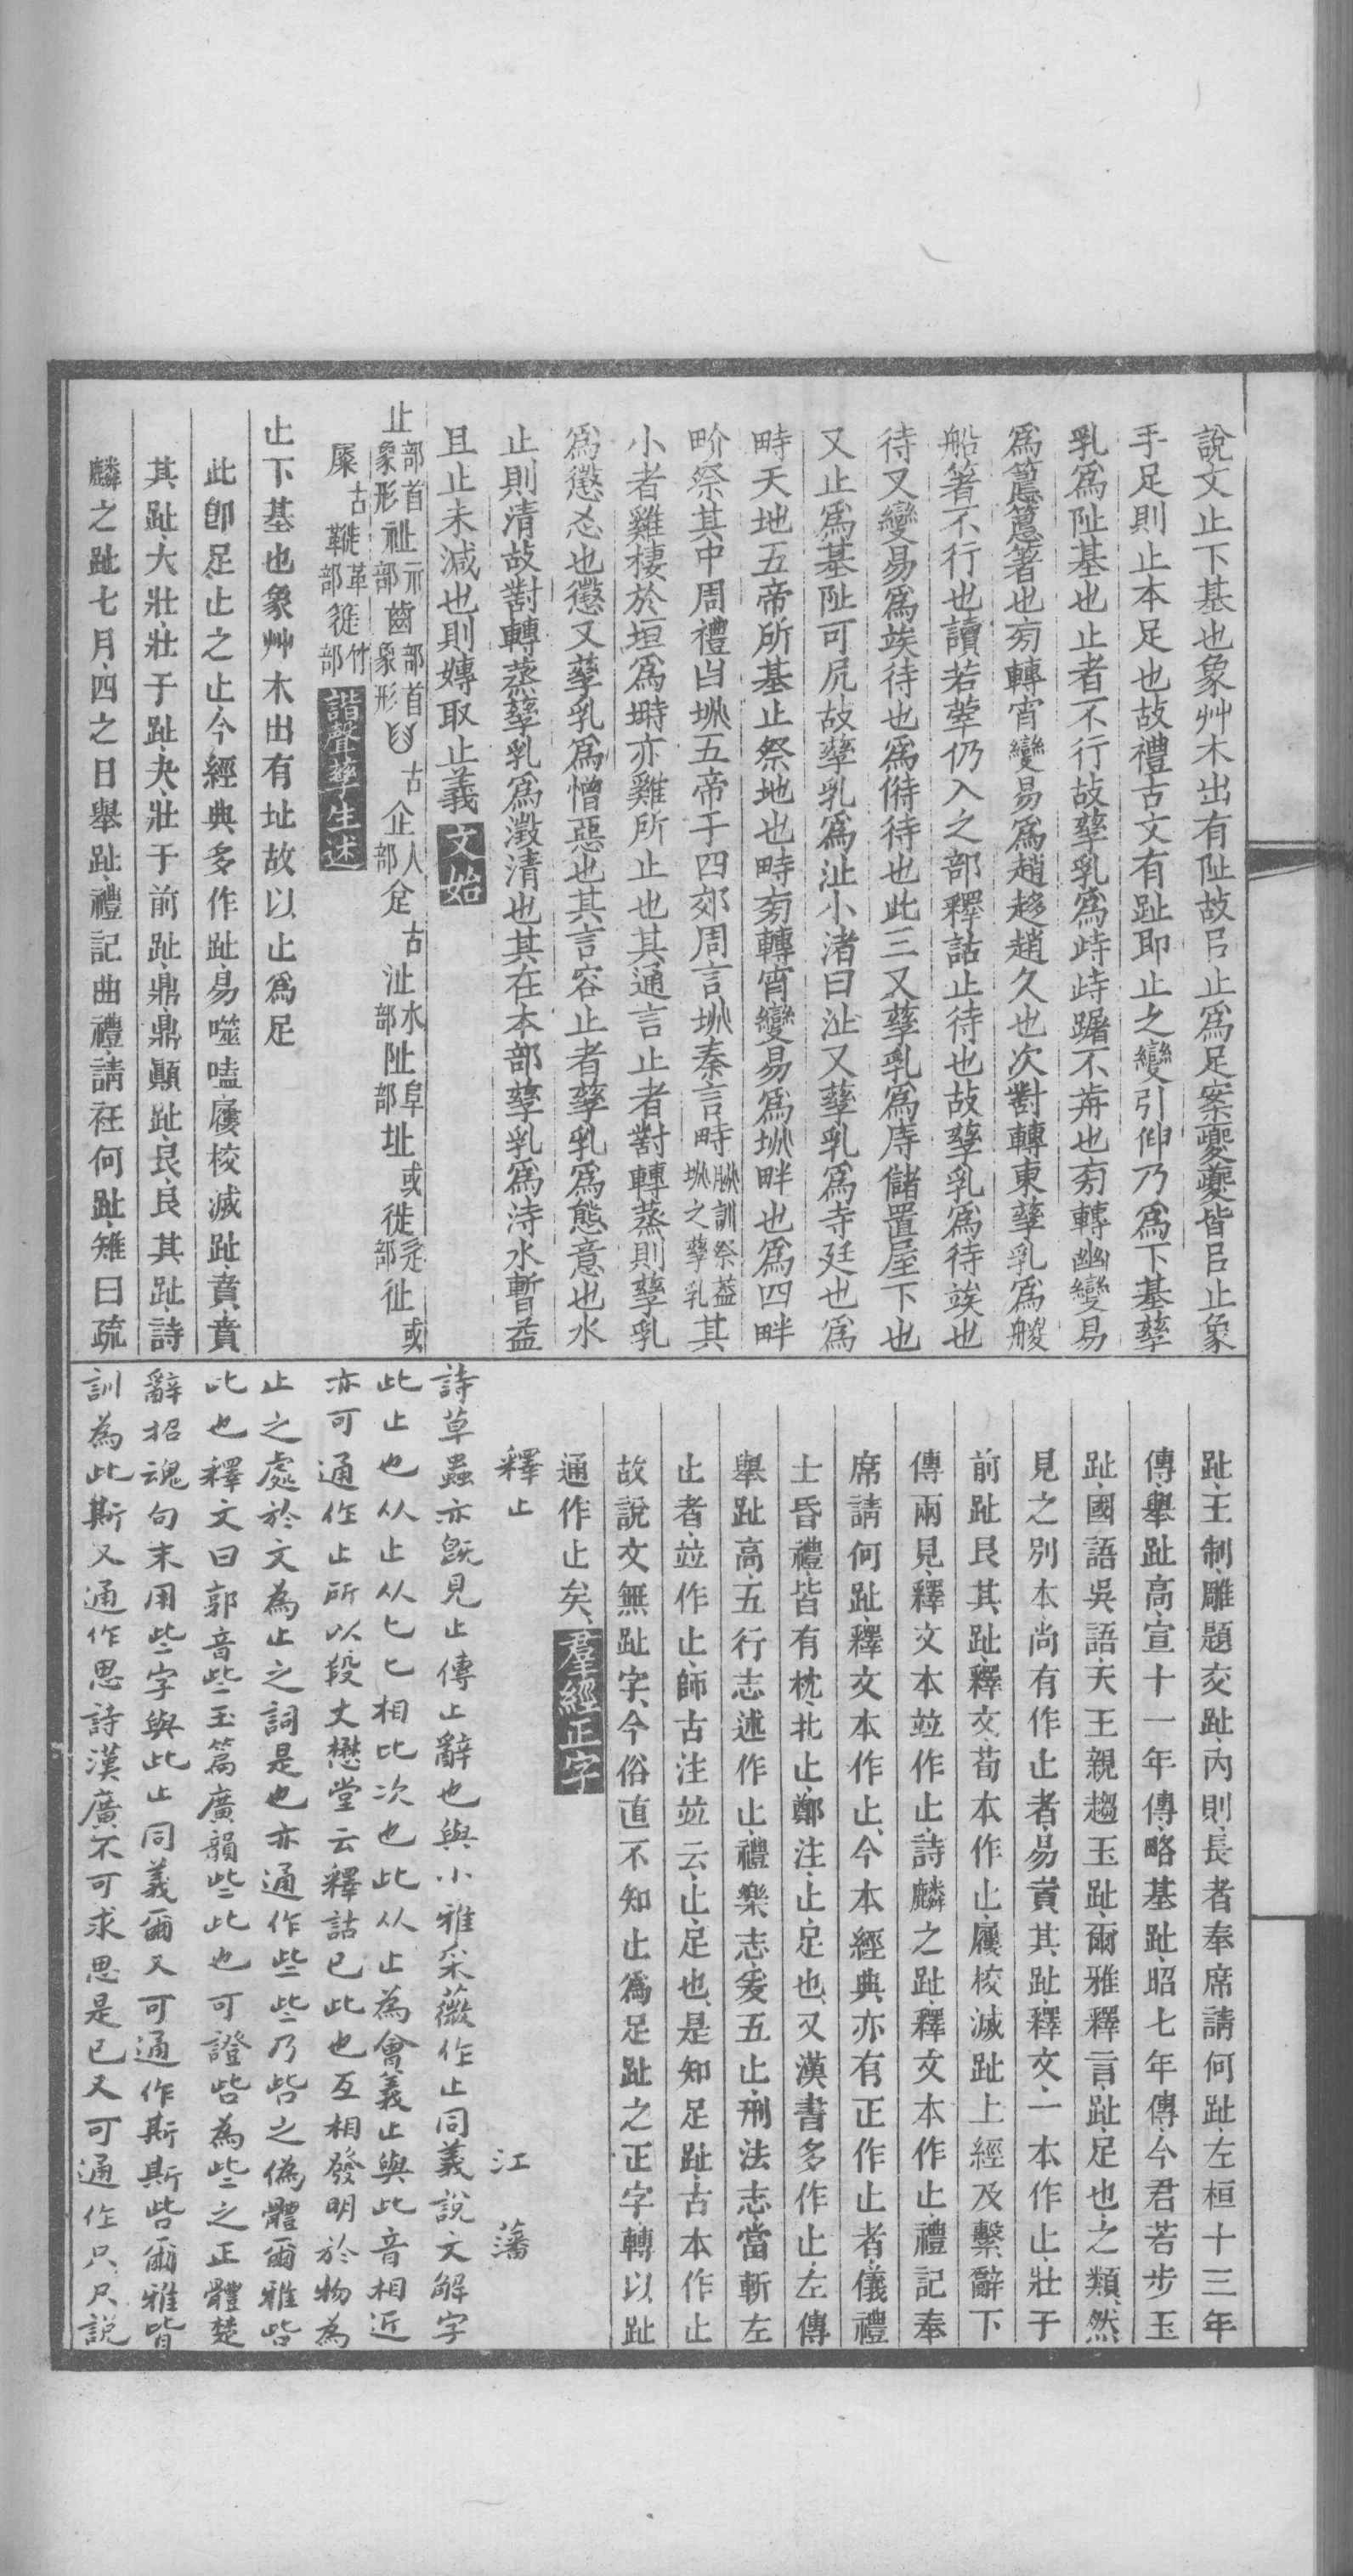 說文止下基也象艸木出有阯故㠯止爲足案夔夒皆㠯止象
手足則止本足也故禮古文有趾即止之變引伸乃爲下基孳
乳爲阯基也止者不行故孳乳爲峙峙䠧不前也㫄轉幽變易
爲簉簉著也㫄轉宵變易爲趙趍趙久也次對轉東孳乳爲艐
船著不行也讀若𦫳仍入之部釋詁止待也故孳乳爲待竢也
待又變易爲竢待也爲偫待也此三又孳乳爲庤儲置屋下也
又止爲基阯可凥故孳乳爲沚小渚曰沚又孳乳爲寺廷也爲
畤天地五帝所基止祭地也畤㫄轉宵變易爲垗畔也爲四畔
畍祭其中周禮曰垗五帝于四郊周言垗秦言畤䏮訓祭蓋垗之孳乳其
小者雞棲於垣爲塒亦雞所止也其通言止者對轉蒸則孳乳
爲懲㣻也懲又孳乳爲憎惡也其言容止者孳乳爲態意也水
止則清故對轉蒸孳乳爲澂清也其在本部孳乳爲洔水暫益
且止未減也則嫥取止義文始
止部首象形祉示部齒部首象形𦥒古企人部𧿁古沚水部阯阜部址或徙辵部𢓊或
𡲴古鞿革部簁竹部諧聲孳生述
止下基也象艸木出有址故以止爲足
此卽足止之止今經典多作趾易噬嗑屨校滅趾賁賁
其趾大壯壯于趾夬壯于前趾鼎鼎顚趾艮艮其趾詩
麟之趾七月四之日舉趾禮記曲禮請衽何趾雉曰疏
趾王制雕題交趾內則長者奉席請何趾左桓十三年
傳舉趾高宣十一年傳略基趾昭七年傳今君若步玉
趾國語吳語天王親趨玉趾爾雅釋言趾足也之類然
見之別本尚有作止者易賁其趾釋文一本作止壯于
前趾艮其趾釋文荀本作止屨校滅趾上經及繫辭下
傳兩見釋文本竝作止詩麟之趾釋文本作止禮記奉
席請何趾釋文本作止今本經典亦有正作止者儀禮
士昏禮皆有枕北止鄭注止足也又漢書多作止左傳
舉趾高五行志述作止禮樂志爰五止刑法志當斬左
止者竝作止師古注竝云止足也是知足趾古本作止
故說文無趾字今俗直不知止爲足趾之正字轉以趾
通作止矣羣經正字
釋止　江藩
詩草蟲亦旣見止傳止辭也與小雅采薇作止同義說文解字
此止也从止从匕匕相比次也此从止為會義止與此音相近
亦可通作止所以段丈懋堂云釋詁已此也互相發明於物為
止之處於文為止之詞是也亦通作些些乃呰之偽體爾雅呰
此也釋文曰郭音些玉篇廣韻些此也可證呰為些之正體楚
辭招魂句末用些字與此止同義爾又可通作斯斯呰爾雅皆
訓為此斯又通作思詩漢廣不可求思是已又可通作只只說